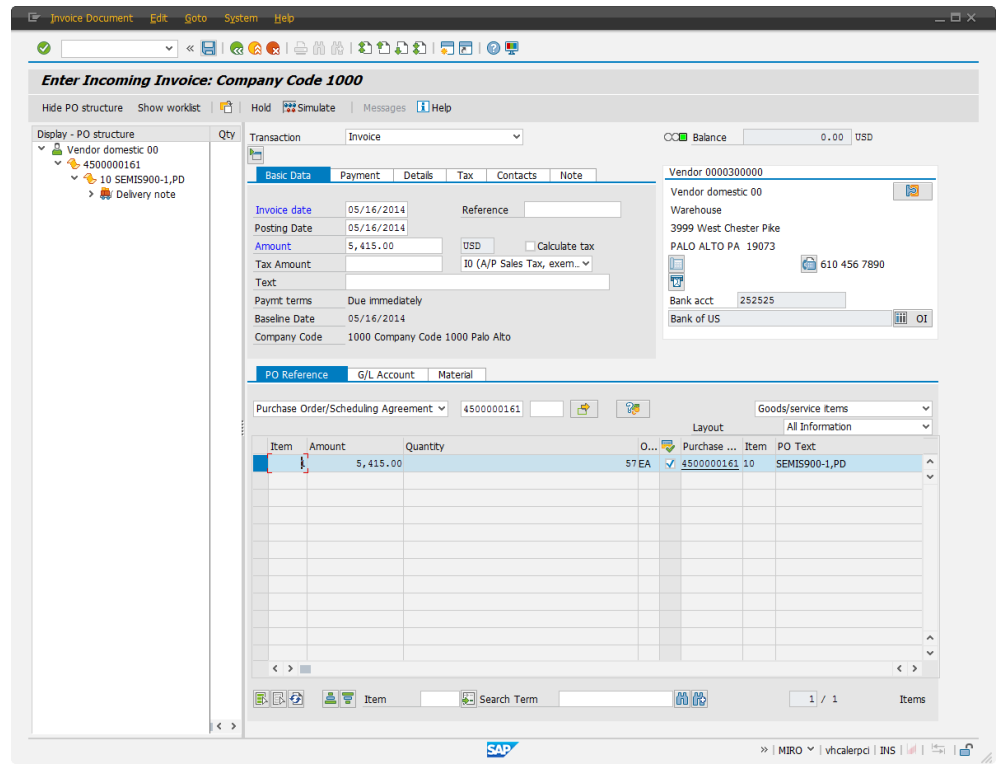 Invoice Document Edit Goto System Help
Enter Incoming Invoice: Company Code 1000
Hide PO structure Show worklist Hold Simulate Messages Help
Display - PO structure Qty
Vendor domestic 00
4500000161
10 SEMIS900-1,PD
Delivery note
Transaction Invoice Balance 0.00 USD
Basic Data Payment Details Tax Contacts Note
Invoice date 05/16/2014 Reference
Posting Date 05/16/2014
Amount 5,415.00 USD Calculate tax
Tax Amount I0 (A/P Sales Tax, exem..
Text
Paymt terms Due immediately
Baseline Date 05/16/2014
Company Code 1000 Company Code 1000 Palo Alto
Vendor 0000300000
Vendor domestic 00
Warehouse
3999 West Chester Pike
PALO ALTO PA 19073
610 456 7890
Bank acct 252525
Bank of US OI
PO Reference G/L Account Material
Purchase Order/Scheduling Agreement 4500000161 Goods/service items
Layout All Information
Item Amount Quantity O... Purchase ... Item PO Text
1 5,415.00 57 EA 4500000161 10 SEMIS900-1,PD
Item Search Term 1 / 1 Items
SAP MIRO vhcalerpci INS